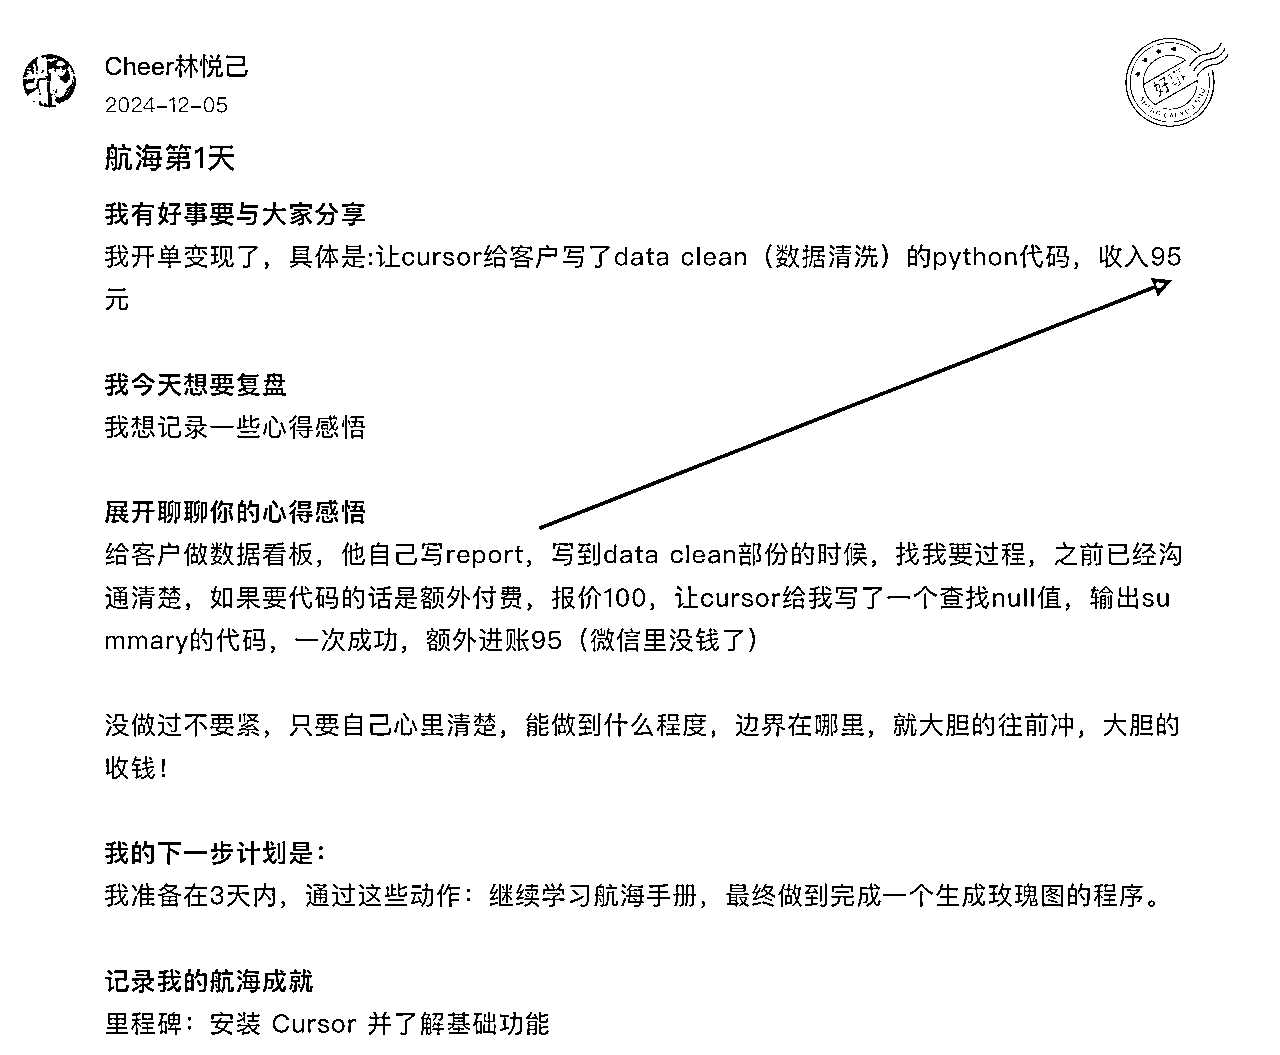 Cheer林悦己
2024-12-05
好事
航海第1天
我有好事要与大家分享
我开单变现了，具体是:让cursor给客户写了data clean（数据清洗）的python代码，收入95
元
我今天想要复盘
我想记录一些心得感悟
展开聊聊你的心得感悟
给客户做数据看板，他自己写report，写到data clean部份的时候，找我要过程，之前已经沟
通清楚，如果要代码的话是额外付费，报价100，让cursor给我写了一个查找null值，输出su
mmary的代码，一次成功，额外进账95（微信里没钱了）
没做过不要紧，只要自己心里清楚，能做到什么程度，边界在哪里，就大胆的往前冲，大胆的
收钱！
我的下一步计划是：
我准备在3天内，通过这些动作：继续学习航海手册，最终做到完成一个生成玫瑰图的程序。
记录我的航海成就
里程碑：安装 Cursor 并了解基础功能